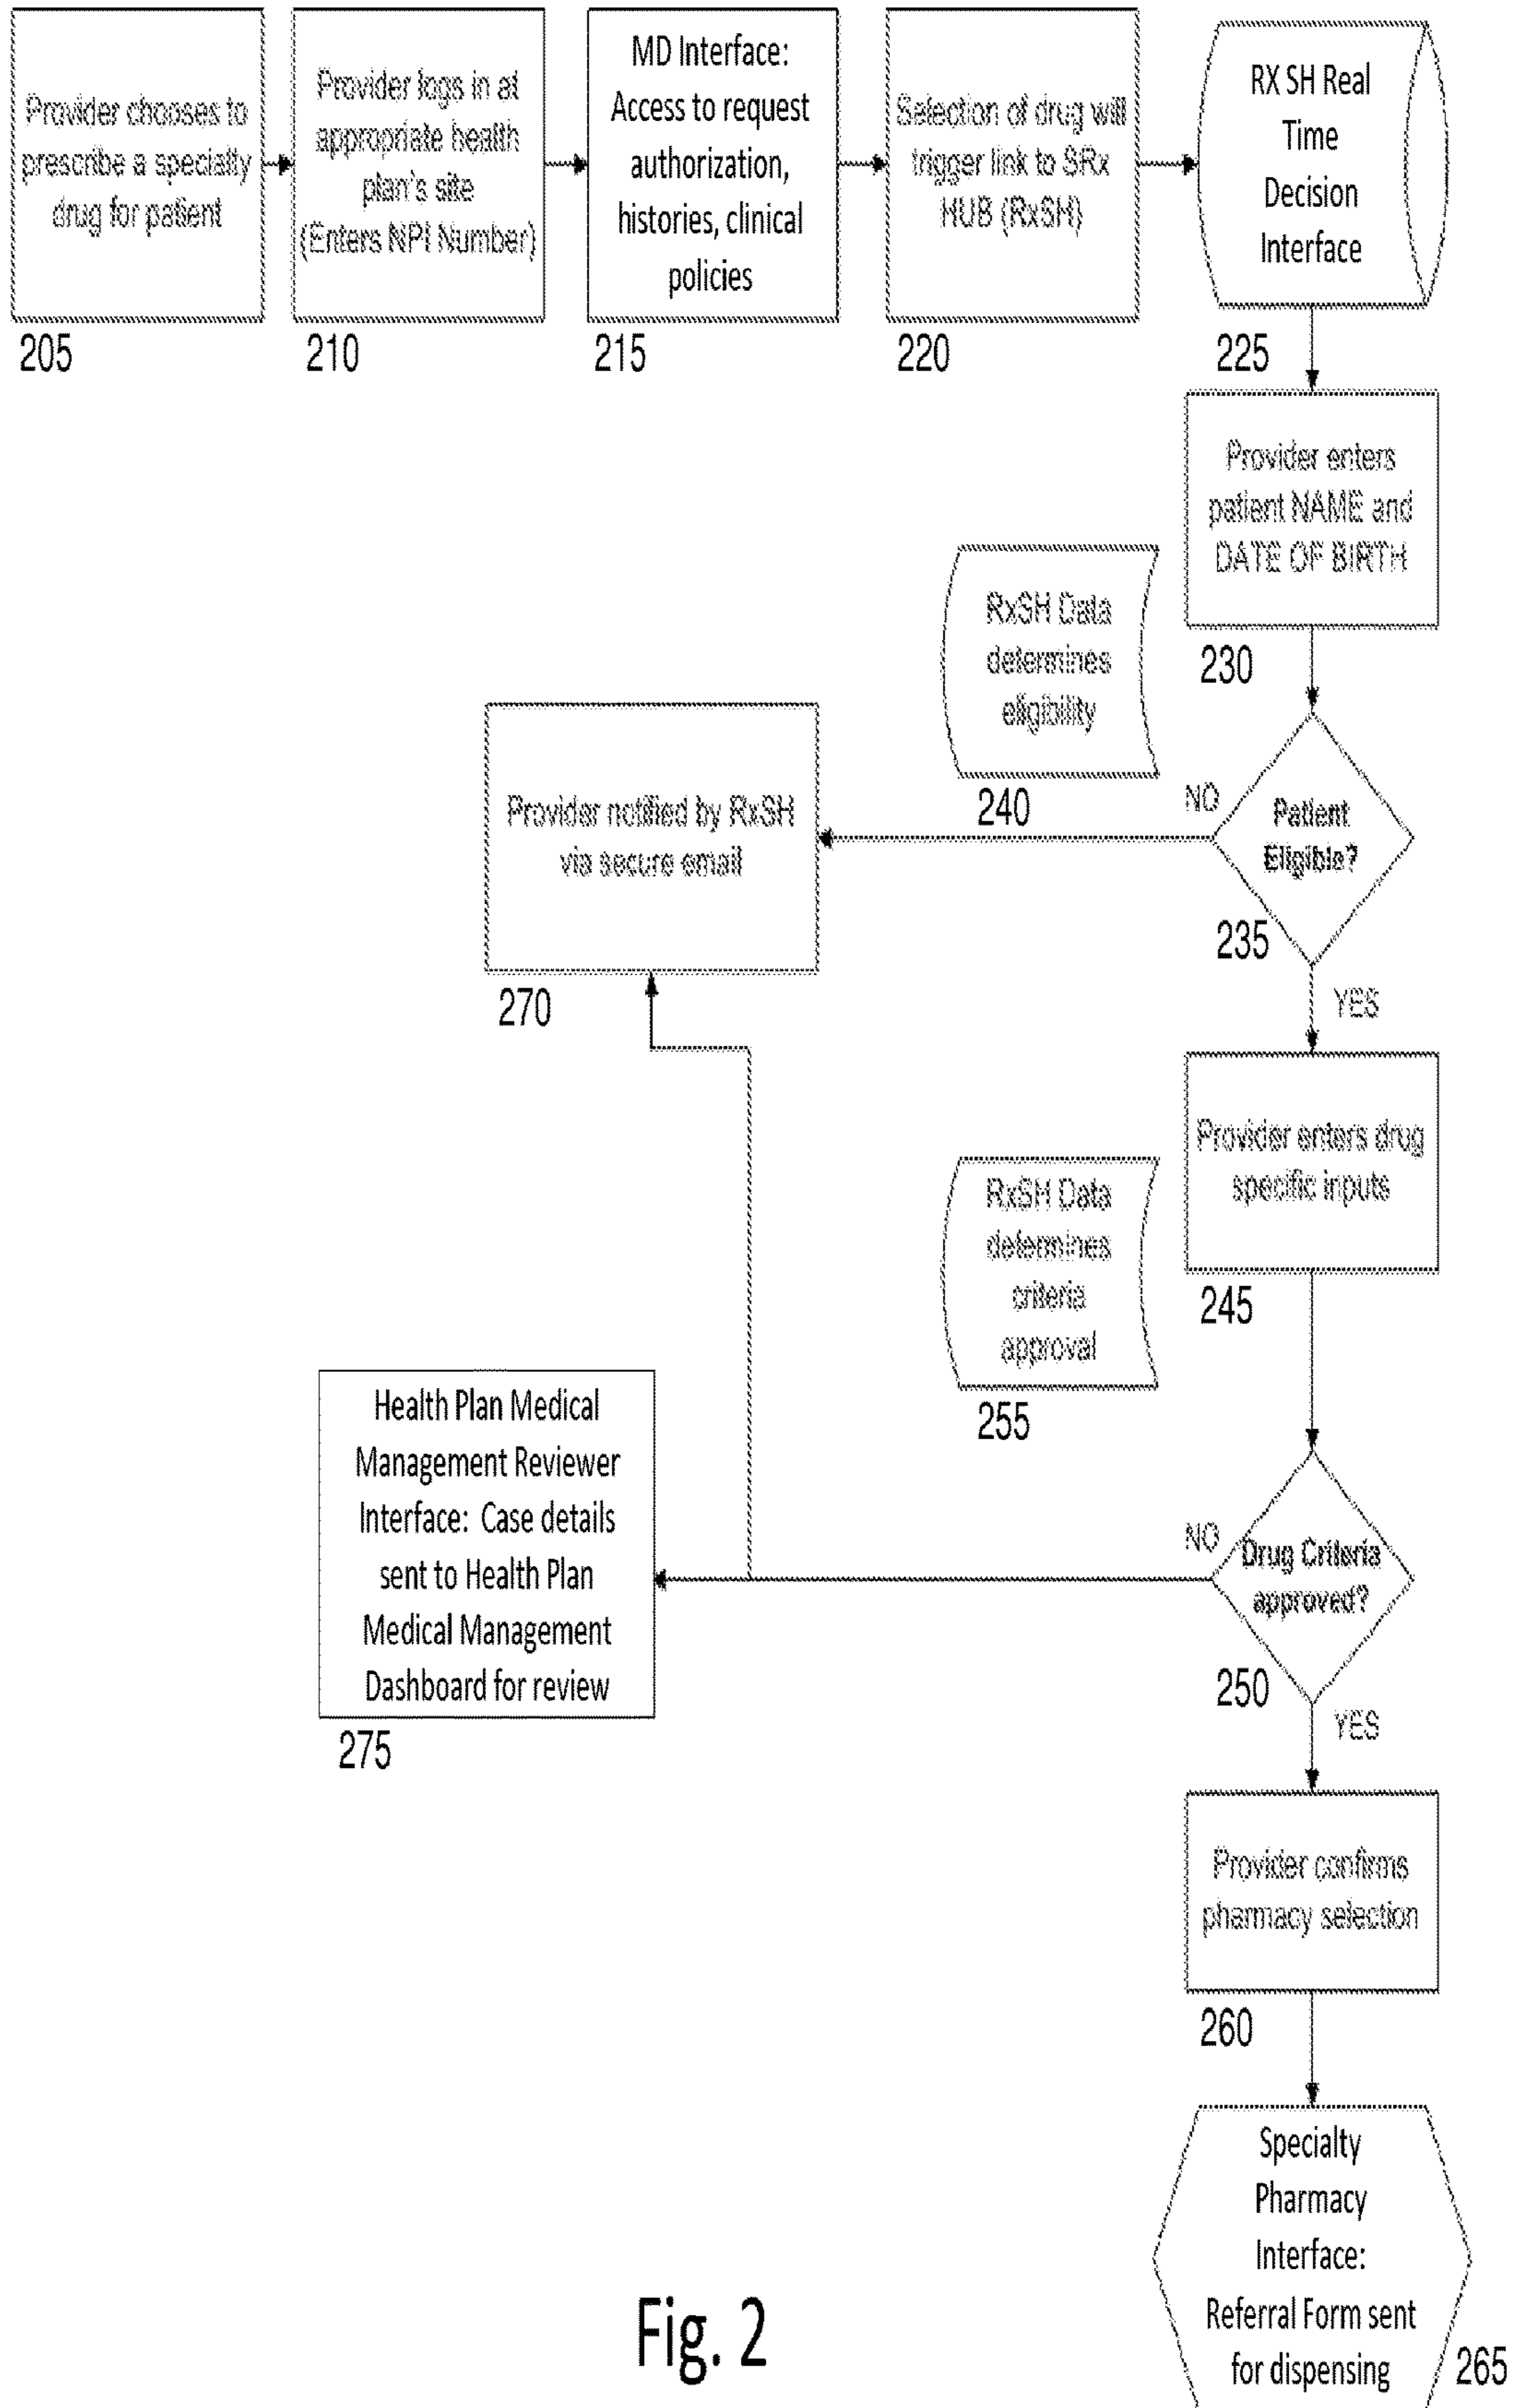 Provider chooses to
prescribe a specialty
drug for patient
205
Provider logs in at
appropriate health
plan's site
(Enters NPI Number)
210
MD Interface:
Access to request
authorization,
histories, clinical
policies
215
Selection of drug will
trigger link to SRx
HUB (RxSH)
220
RX SH Real
Time
Decision
Interface
225
Provider enters
patient NAME and
DATE OF BIRTH
230
RxSH Data
determines
eligibility
240
NO
Patient
Eligible?
235
YES
Provider notified by RxSH
via secure email
270
Provider enters drug
specific inputs
245
RxSH Data
determines
criteria
approval
255
NO
Drug Criteria
approved?
250
YES
Health Plan Medical
Management Reviewer
Interface: Case details
sent to Health Plan
Medical Management
Dashboard for review
275
Provider confirms
pharmacy selection
260
Specialty
Pharmacy
Interface:
Referral Form sent
for dispensing
265
Fig. 2